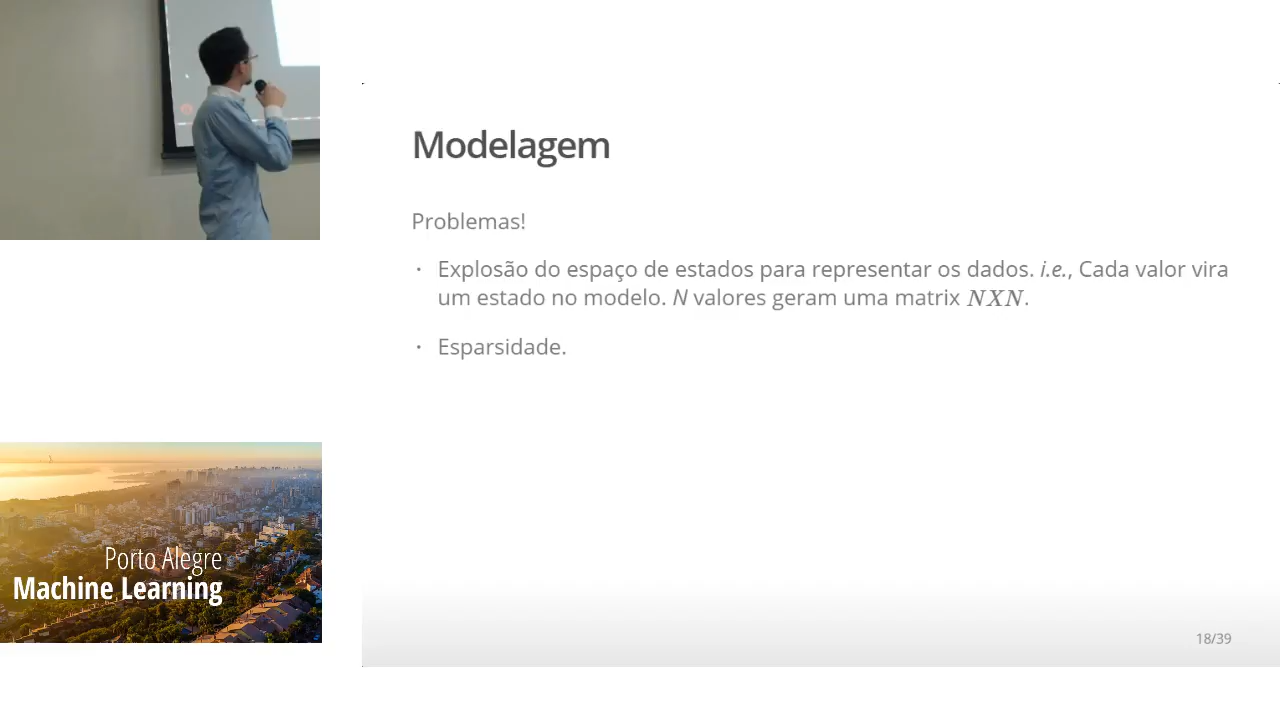 Modelagem
Problemas!
· Explosão do espaço de estados para representar os dados. i.e., Cada valor vira
um estado no modelo. N valores geram uma matrix NXN.
· Esparsidade.
Porto Alegre
Machine Learning
18/39